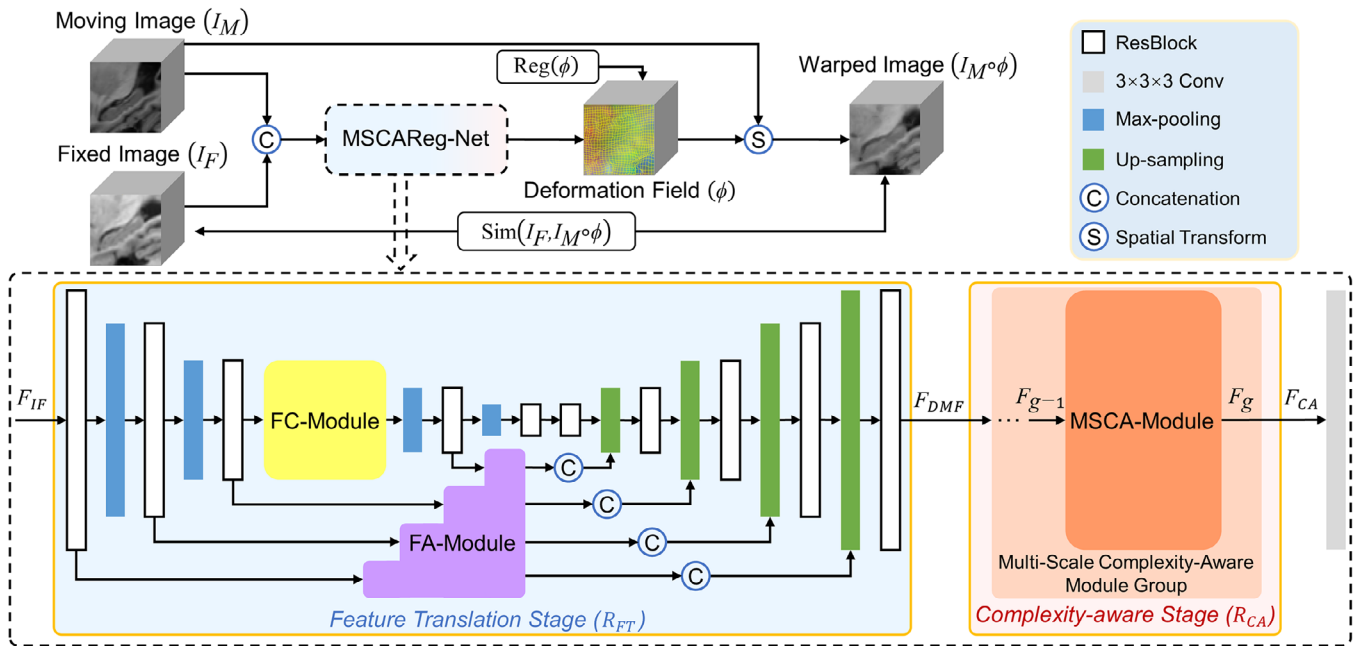 Moving Image (I_M)
Fixed Image (I_F)
C
MSCAReg-Net
Reg(ϕ)
Deformation Field (ϕ)
S
Warped Image (I_M∘ϕ)
Sim(I_F,I_M∘ϕ)
ResBlock
3×3×3 Conv
Max-pooling
Up-sampling
C Concatenation
S Spatial Transform
F_IF
FC-Module
FA-Module
C
C
C
C
Feature Translation Stage (R_FT)
F_DMF
···
F_g−1
MSCA-Module
F_g
F_CA
Multi-Scale Complexity-Aware
Module Group
Complexity-aware Stage (R_CA)